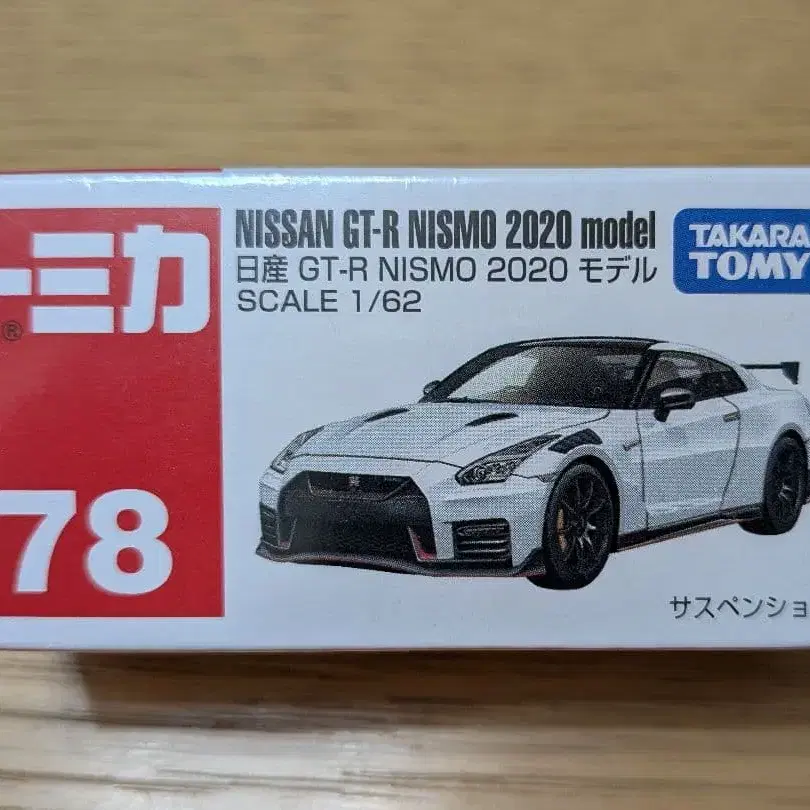 ーミカ
®
78
NISSAN GT-R NISMO 2020 model
日産 GT-R NISMO 2020 モデル
SCALE 1/62
TAKARA
TOMY
サスペンショ